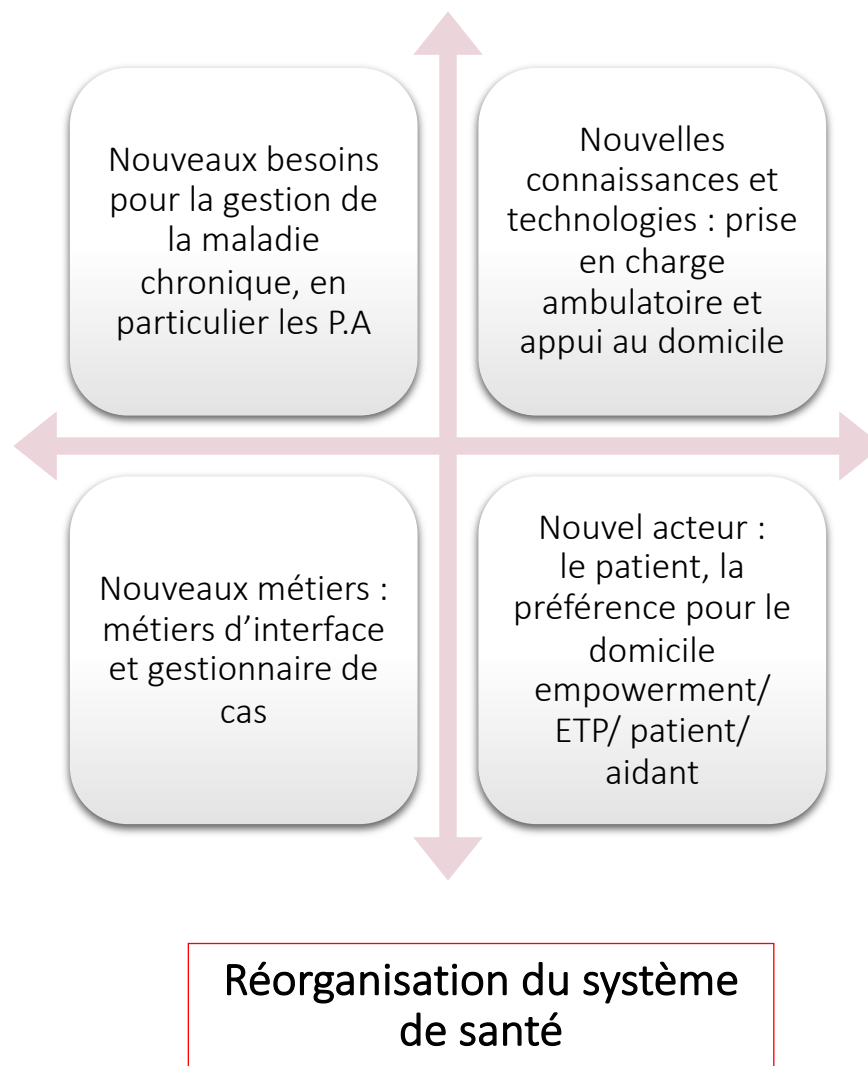 Nouveaux besoins
pour la gestion de
la maladie
chronique, en
particulier les P.A
Nouvelles
connaissances et
technologies : prise
en charge
ambulatoire et
appui au domicile
Nouveaux métiers :
métiers d’interface
et gestionnaire de
cas
Nouvel acteur :
le patient, la
préférence pour le
domicile
empowerment/
ETP/ patient/
aidant
Réorganisation du système
de santé